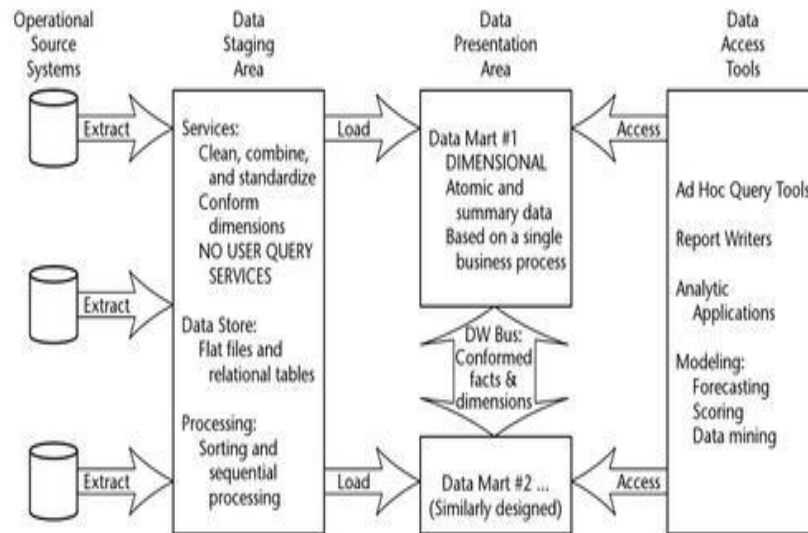 Operational
Source
Systems
Data
Staging
Area
Data
Presentation
Area
Data
Access
Tools
Extract
Extract
Extract
Services:
Clean, combine,
and standardize
Conform
dimensions
NO USER QUERY
SERVICES
Data Store:
Flat files and
relational tables
Processing:
Sorting and
sequential
processing
Load
Load
Data Mart #1
DIMENSIONAL
Atomic and
summary data
Based on a single
business process
DW Bus:
Conformed
facts &
dimensions
Data Mart #2 ...
(Similarly designed)
Access
Access
Ad Hoc Query Tools
Report Writers
Analytic
Applications
Modeling:
Forecasting
Scoring
Data mining